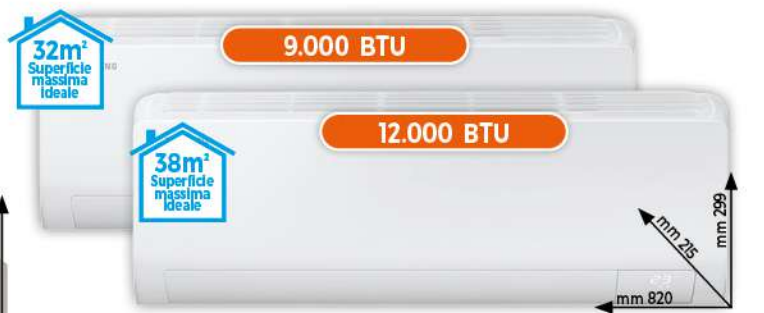 32m²
Superficie
massima
ideale
9.000 BTU
12.000 BTU
38m²
Superficie
massima
ideale
mm 299
mm 215
23
mm 820